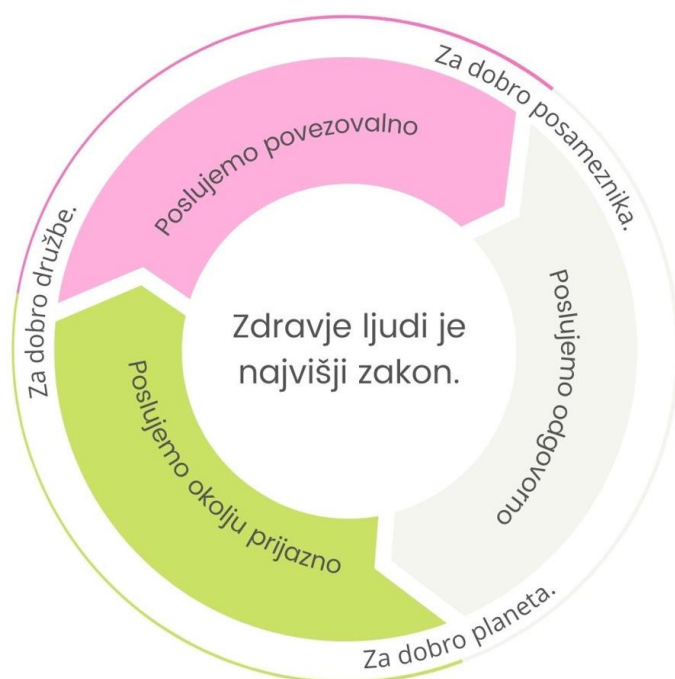 Za dobro posameznika.
Poslujemo povezovalno
Za dobro družbe.
Zdravje ljudi je
najvišji zakon.
Poslujemo odgovorno
Poslujemo okolju prijazno
Za dobro planeta.